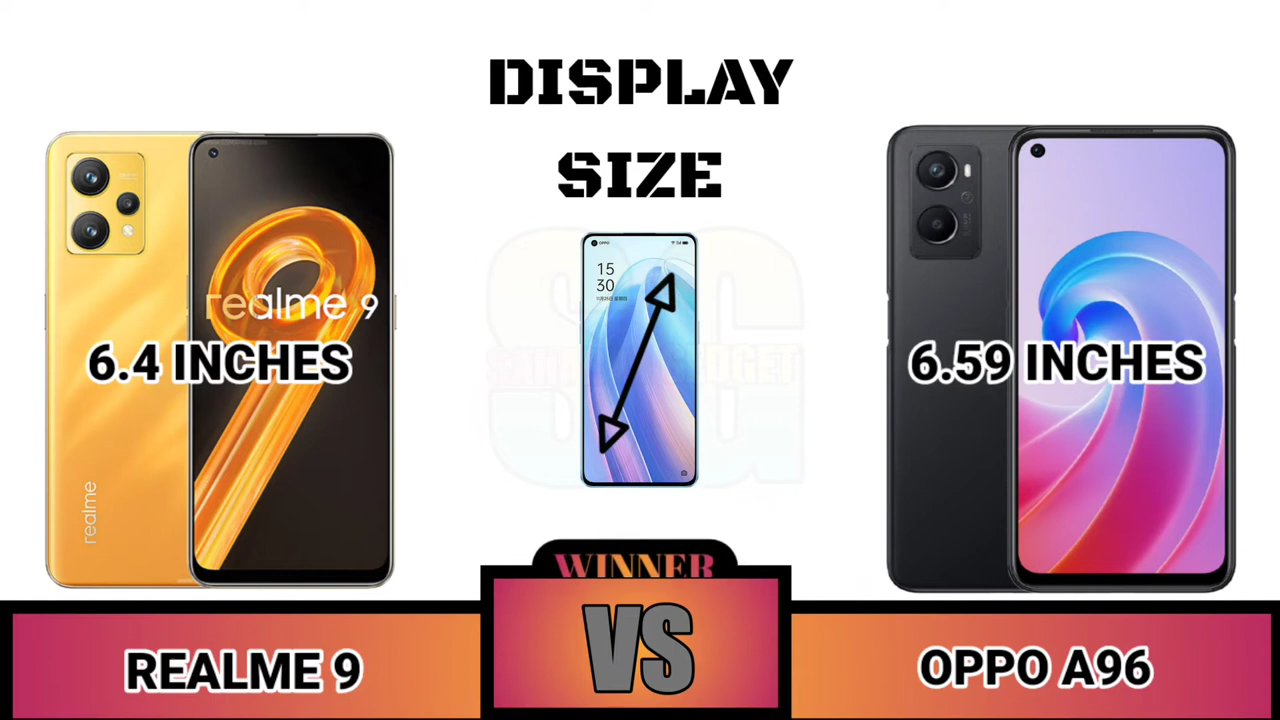 DISPLAY
SIZE
OPPO
15
30
realme 9
6.4 INCHES
6.59 INCHES
realme
WINNER
VS
REALME 9
OPPO A96